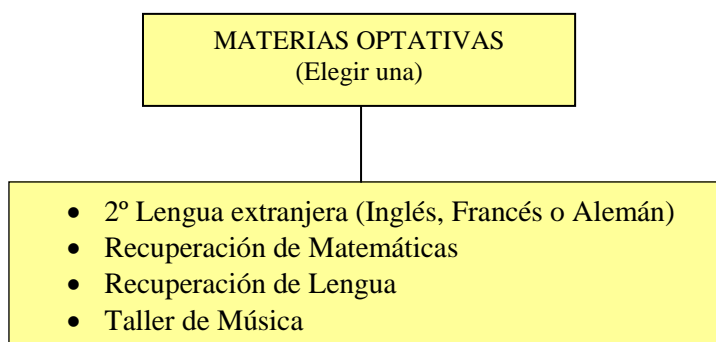 MATERIAS OPTATIVAS
(Elegir una)
• 2º Lengua extranjera (Inglés, Francés o Alemán)
• Recuperación de Matemáticas
• Recuperación de Lengua
• Taller de Música